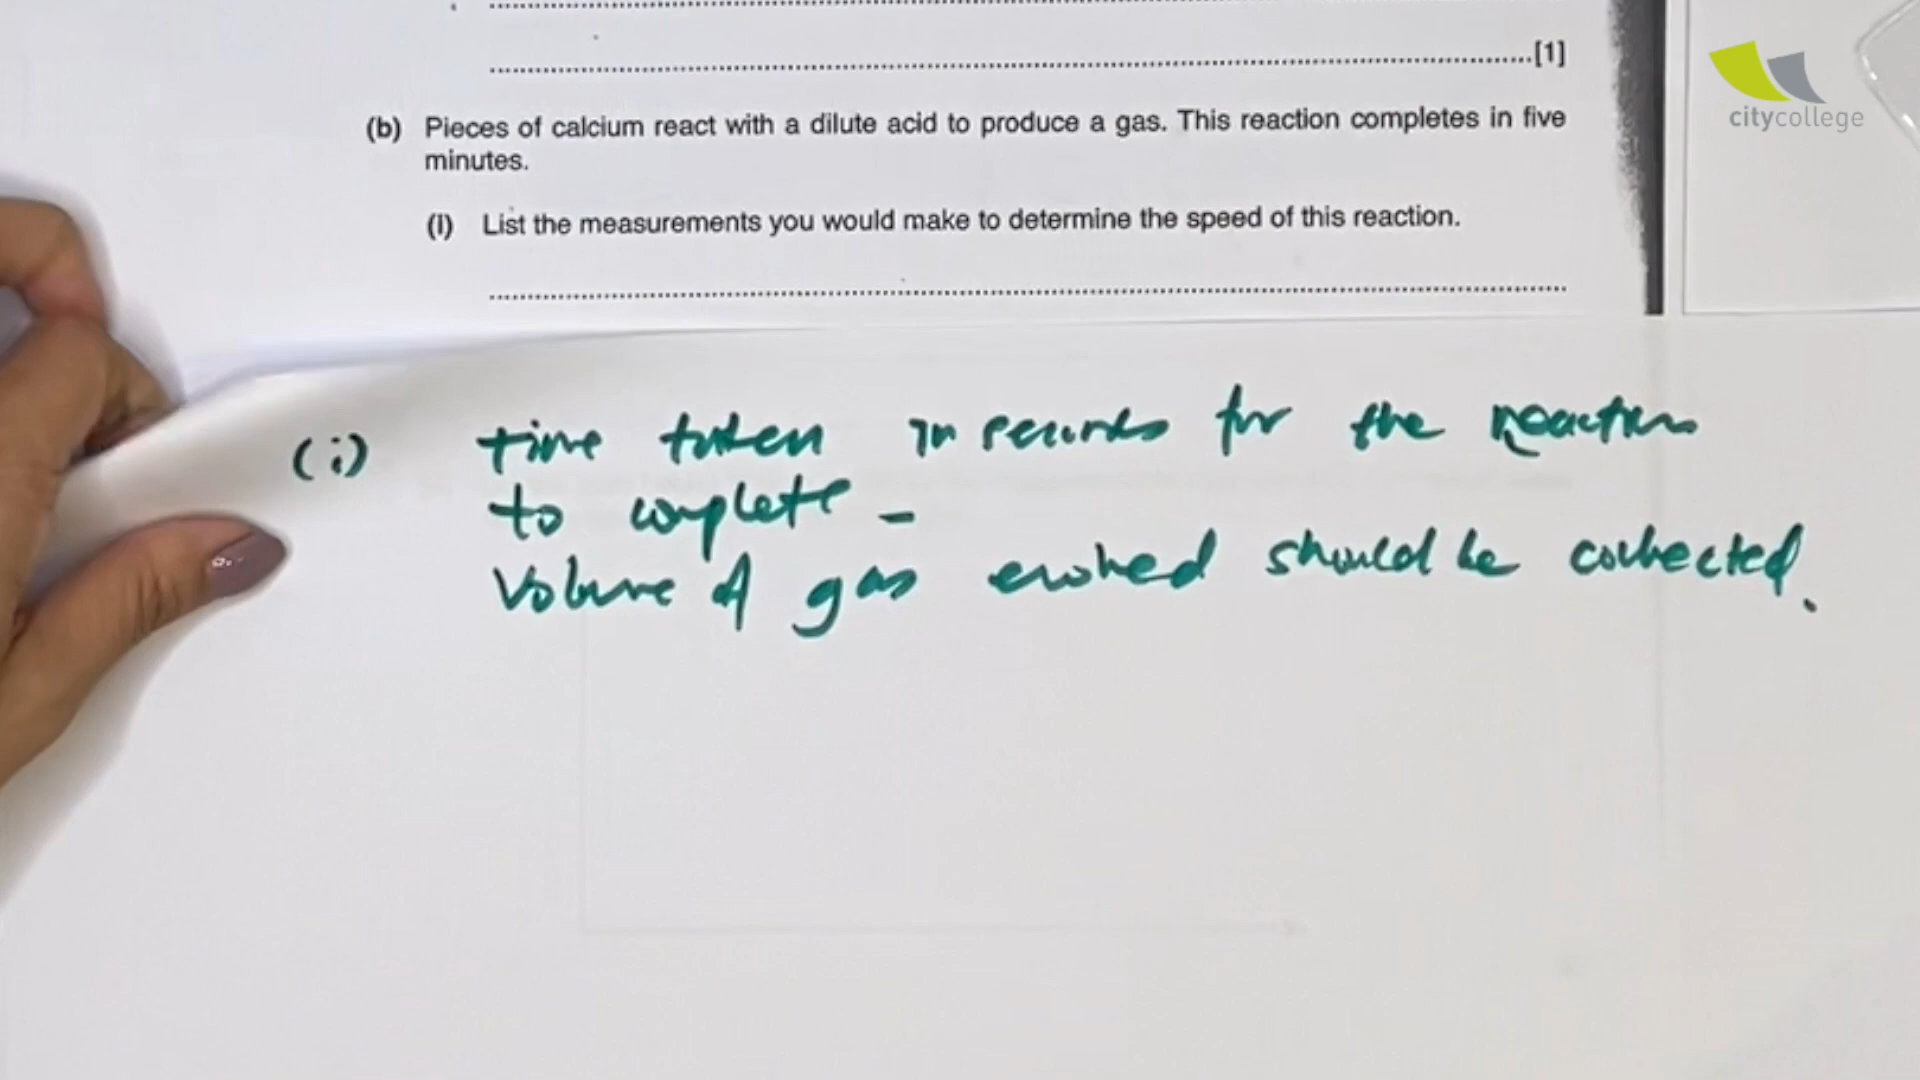 [1]
citycollege
(b) Pieces of calcium react with a dilute acid to produce a gas. This reaction completes in five
minutes.
(i) List the measurements you would make to determine the speed of this reaction.
(i) time taken in seconds for the reaction
to complete -
Volume of gas evolved should be collected.